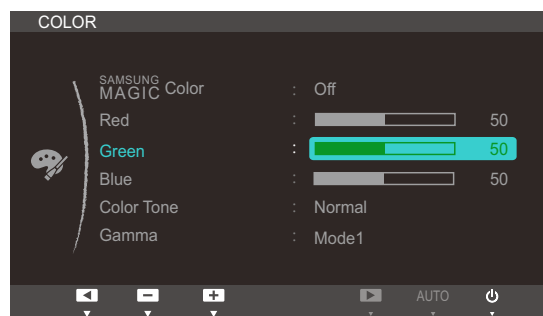 COLOR
SAMSUNG MAGIC Color : Off
Red : 50
Green : 50
Blue : 50
Color Tone : Normal
Gamma : Mode1
AUTO